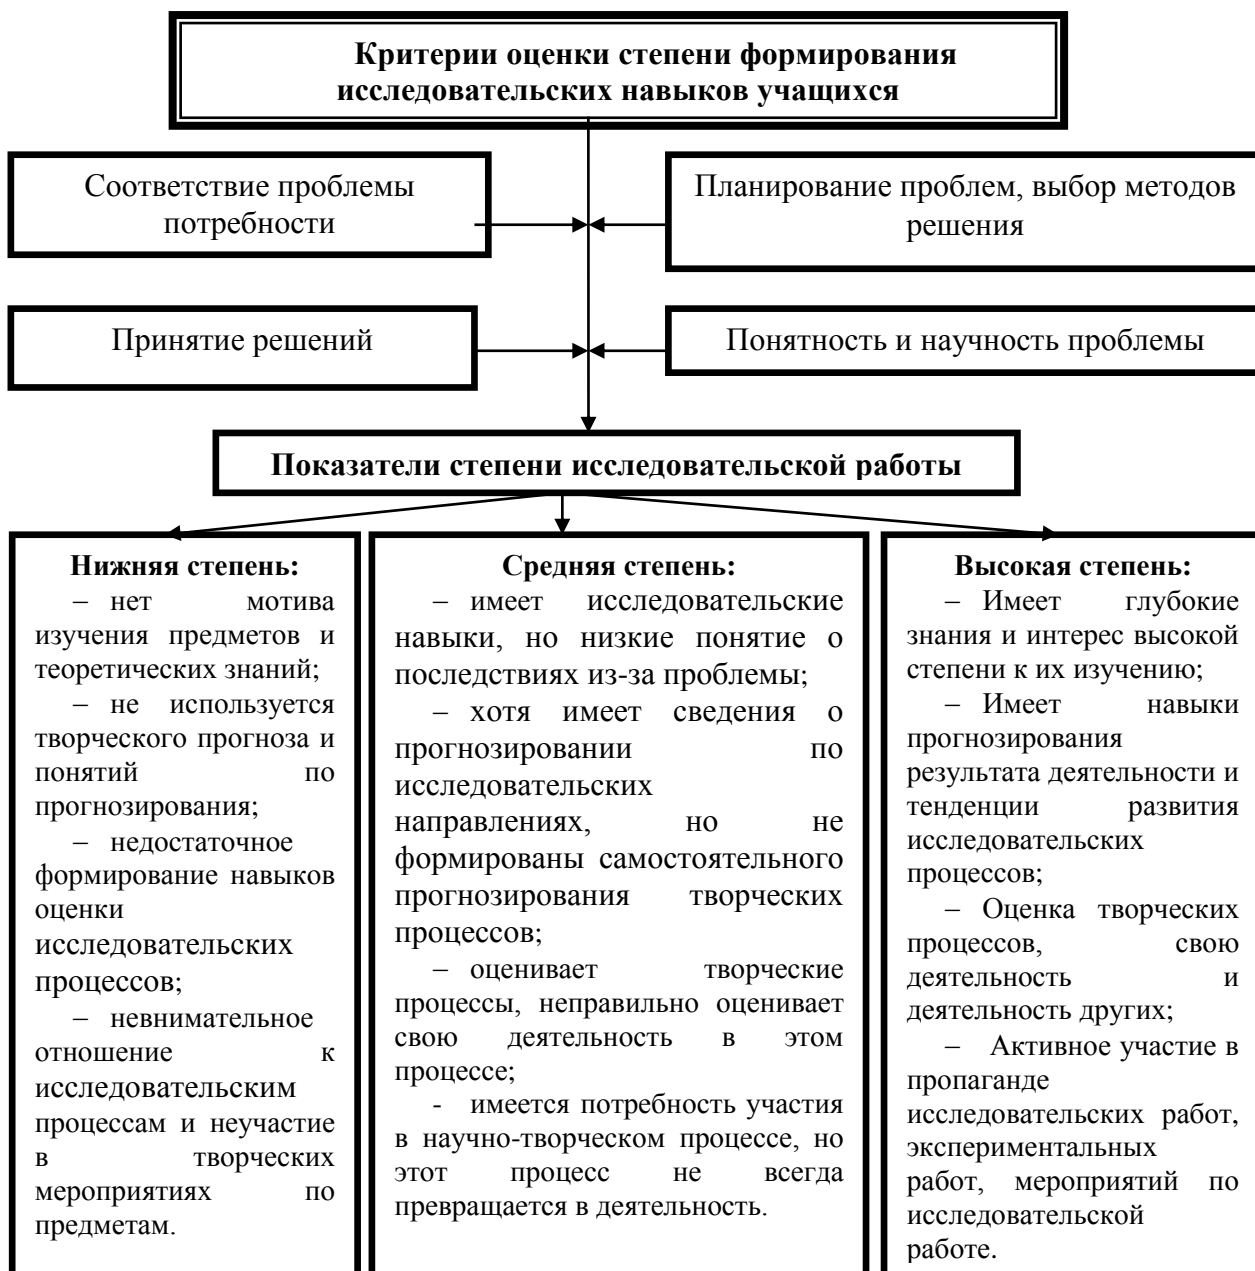 Критерии оценки степени формирования
исследовательских навыков учащихся
Соответствие проблемы
потребности
Планирование проблем, выбор методов
решения
Принятие решений
Понятность и научность проблемы
Показатели степени исследовательской работы
Нижняя степень:
– нет мотива
изучения предметов и
теоретических знаний;
– не используется
творческого прогноза и
понятий по
прогнозирования;
– недостаточное
формирование навыков
оценки
исследовательских
процессов;
– невнимательное
отношение к
исследовательским
процессам и неучастие
в творческих
мероприятиях по
предметам.
Средняя степень:
– имеет исследовательские
навыки, но низкие понятие о
последствиях из-за проблемы;
– хотя имеет сведения о
прогнозировании по
исследовательских
направлениях, но не
формированы самостоятельного
прогнозирования творческих
процессов;
– оценивает творческие
процессы, неправильно оценивает
свою деятельность в этом
процессе;
- имеется потребность участия
в научно-творческом процессе, но
этот процесс не всегда
превращается в деятельность.
Высокая степень:
– Имеет глубокие
знания и интерес высокой
степени к их изучению;
– Имеет навыки
прогнозирования
результата деятельности и
тенденции развития
исследовательских
процессов;
– Оценка творческих
процессов, свою
деятельность и
деятельность других;
– Активное участие в
пропаганде
исследовательских работ,
экспериментальных
работ, мероприятий по
исследовательской
работе.